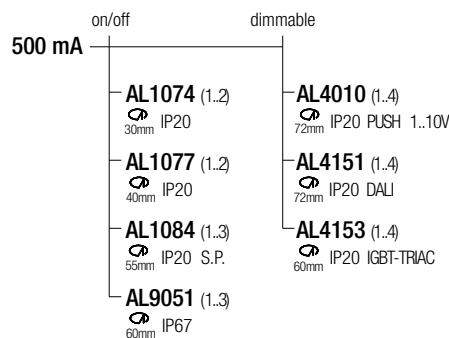 on/off
dimmable
500 mA
AL1074 (1..2)
30mm IP20
AL1077 (1..2)
40mm IP20
AL1084 (1..3)
55mm IP20 S.P.
AL9051 (1..3)
60mm IP67
AL4010 (1..4)
72mm IP20 PUSH 1..10V
AL4151 (1..4)
72mm IP20 DALI
AL4153 (1..4)
60mm IP20 IGBT-TRIAC